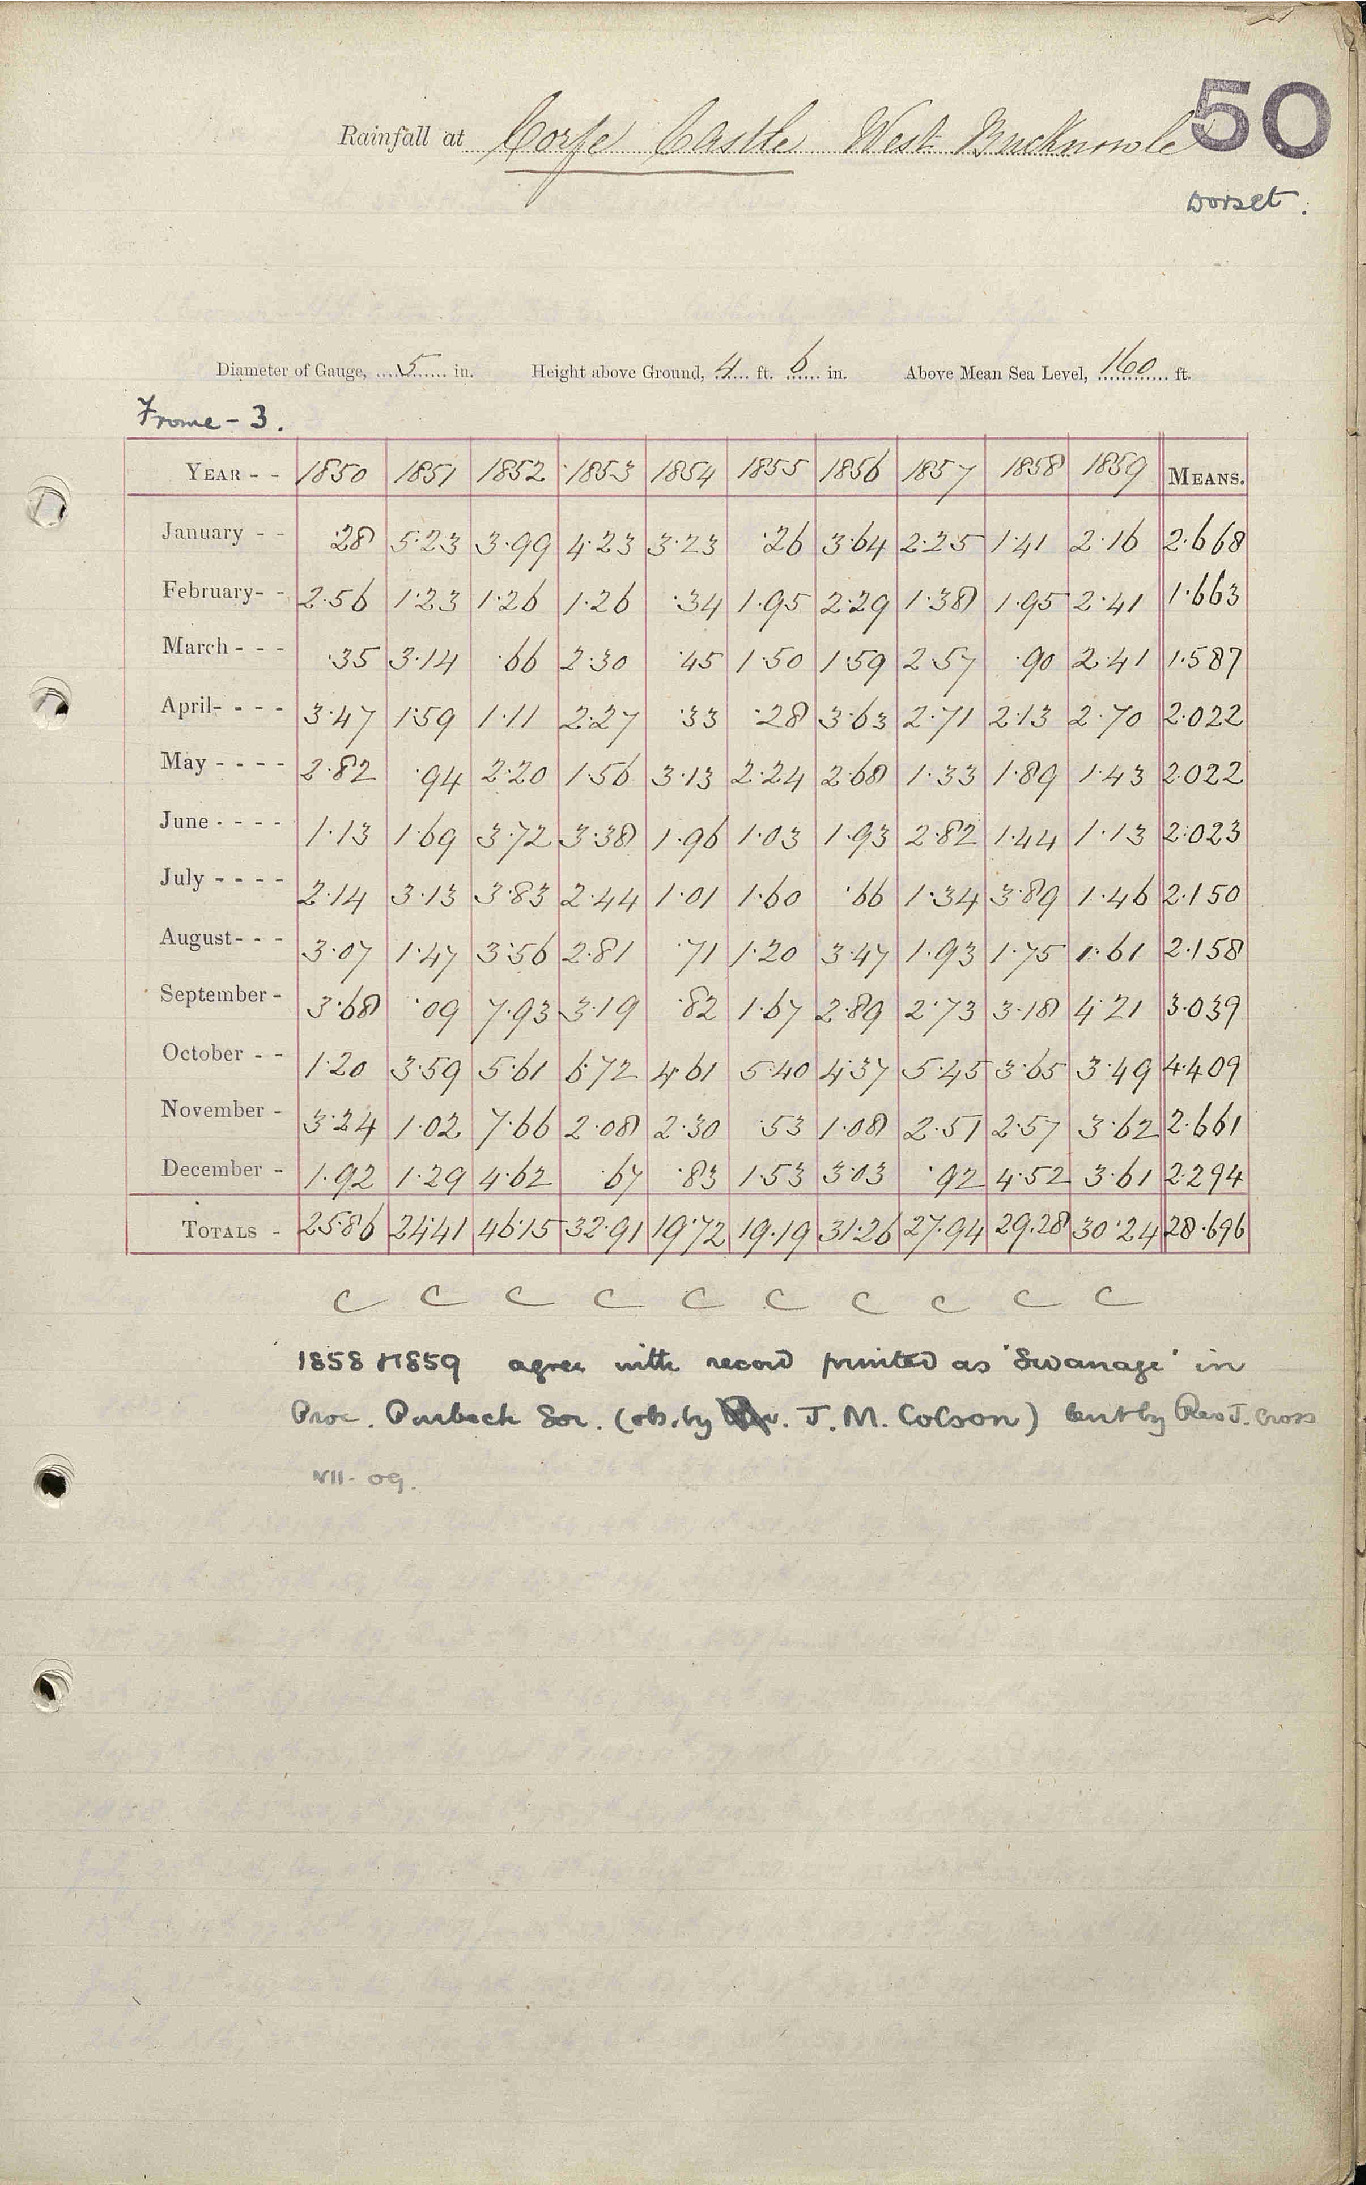 50
Rainfall at Corfe Castle West Bucknowle
Dorset.
Diameter of Gauge, 5 in. Height above Ground, 4 ft. 6 in. Above Mean Sea Level, 160 ft.
Frome - 3.
YEAR - - 1850 1851 1852 1853 1854 1855 1856 1857 1858 1859 MEANS.
January - - ·28 5·23 3·99 4·23 3·23 ·26 3·64 2·25 1·41 2·16 2·668
February- - 2·56 1·23 1·26 1·26 ·34 1·95 2·29 1·38 1·95 2·41 1·663
March - - - ·35 3·14 ·66 2·30 ·45 1·50 1·59 2·57 ·90 2·41 1·587
April- - - - 3·47 1·59 1·11 2·27 ·33 ·28 3·63 2·71 2·13 2·70 2·022
May - - - - 2·82 ·94 2·20 1·56 3·13 2·24 2·68 1·33 1·89 1·43 2·022
June - - - - 1·13 1·69 3·72 3·38 1·96 1·03 1·93 2·82 1·44 1·13 2·023
July - - - - 2·14 3·13 3·83 2·44 1·01 1·60 ·66 1·34 3·89 1·46 2·150
August- - - 3·07 1·47 3·56 2·81 ·71 1·20 3·47 1·93 1·75 1·61 2·158
September - 3·68 ·09 7·93 3·19 ·82 1·67 2·89 2·73 3·18 4·21 3·039
October - - 1·20 3·59 5·61 6·72 4·61 5·40 4·37 5·45 3·65 3·49 4·409
November - 3·24 1·02 7·66 2·08 2·30 ·53 1·08 2·51 2·57 3·62 2·661
December - 1·92 1·29 4·62 ·67 ·83 1·53 3·03 ·92 4·52 3·61 2·294
TOTALS - 25·86 24·41 46·15 32·91 19·72 19·19 31·26 27·94 29·28 30·24 28·696
C C C C C C C C C C
1858 & 1859 agree with record printed as 'Swanage' in
Proc. Purbeck Soc. (obs. by J. M. Colson) lent by Rev J. Cross
VII - 09.